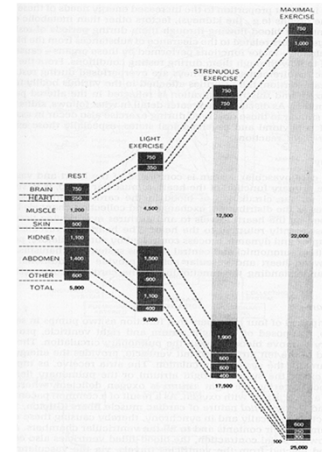 MAXIMAL
EXERCISE
750
1,000
STRENUOUS
EXERCISE
750
750
LIGHT
EXERCISE
750
350
REST
BRAIN 750
HEART 250
MUSCLE 1,200 4,500 12,500 22,000
SKIN 500
KIDNEY 1,100
ABDOMEN 1,400 1,500
OTHER 600 900
TOTAL 5,800 1,100
400
9,500
1,900
600
600
400
17,500
600
250
300
100
25,000